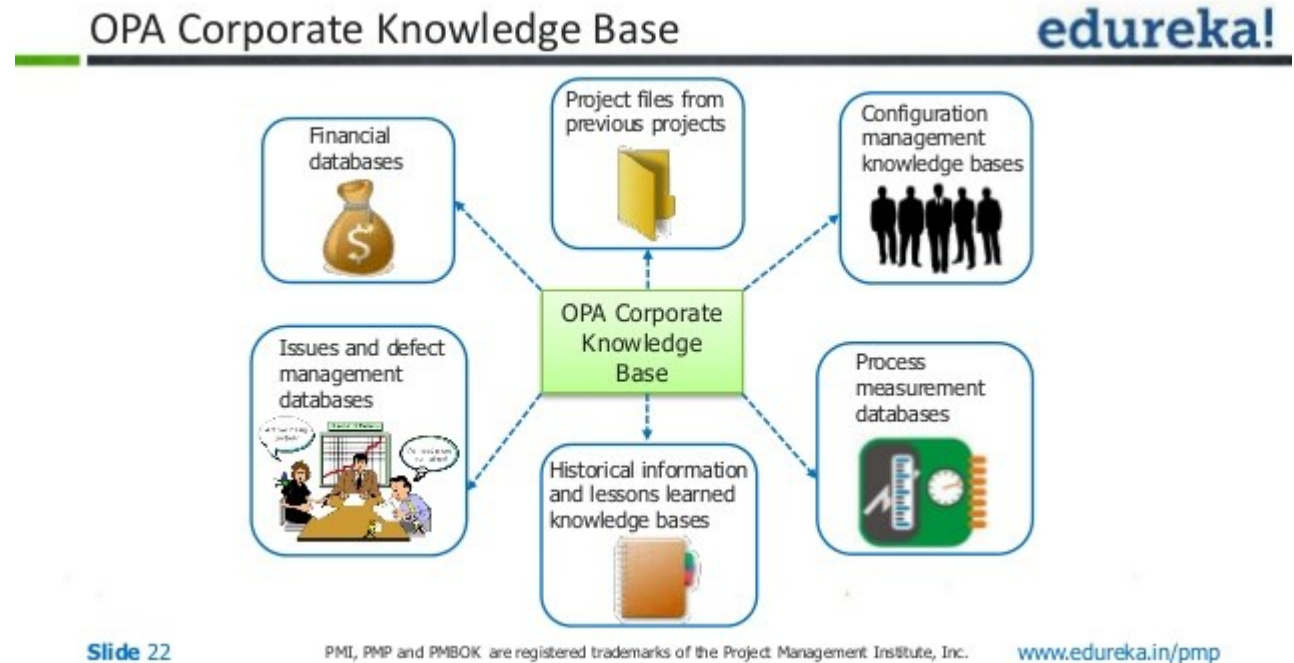 OPA Corporate Knowledge Base
edureka!
Financial
databases
Project files from
previous projects
Configuration
management
knowledge bases
OPA Corporate
Knowledge
Base
Issues and defect
management
databases
Historical information
and lessons learned
knowledge bases
Process
measurement
databases
Slide 22
PMI, PMP and PMBOK are registered trademarks of the Project Management Institute, Inc.
www.edureka.in/pmp